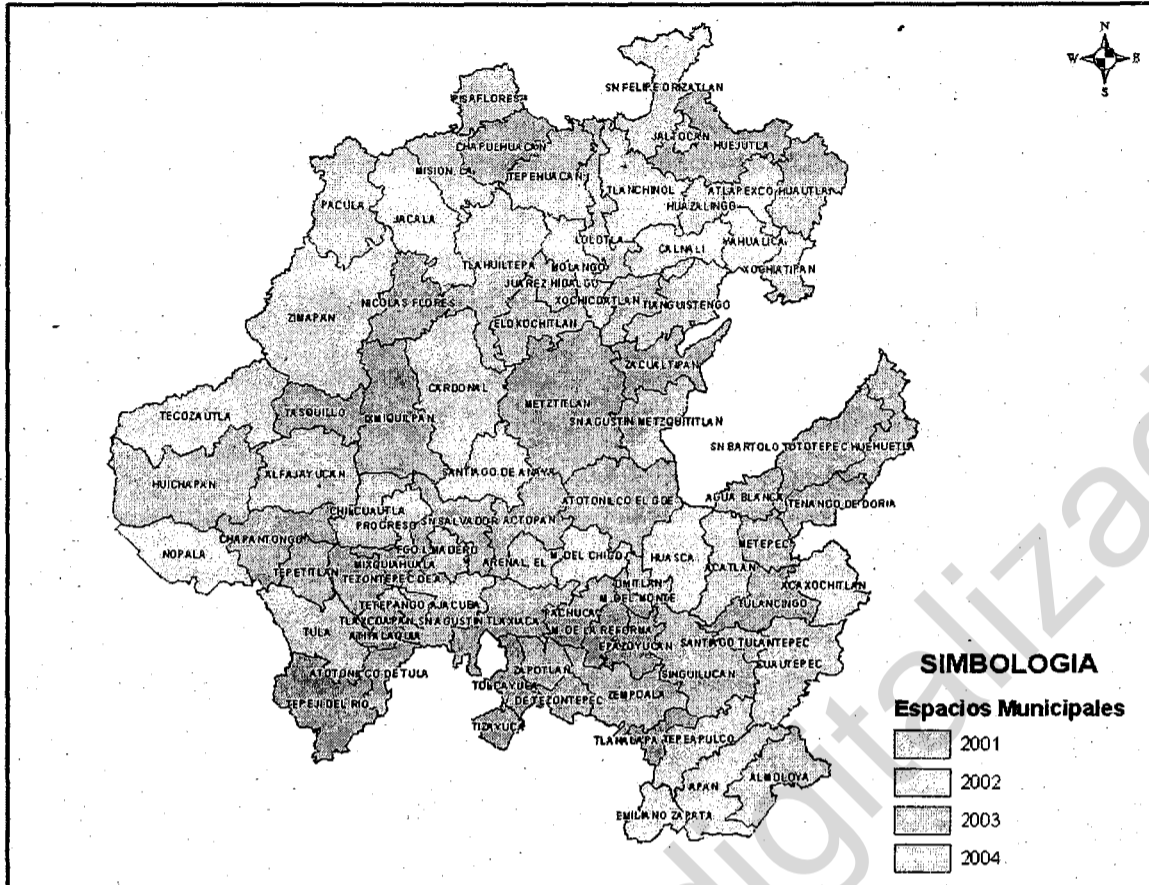 N
W E
S
PISAFLORES
SN FELIPE ORIZATLAN
CHAPUEHUACAN
JALTOCAN
HUEJUTLA
MISION, LA
TEPEHUACAN
TLANCHINOL
ATLAPEXCO
HUAUTLA
HUAZALINGO
PACULA
JACALA
LOLOTLA
CALNALI
YAHUALICA
TLAHUILTEPA
MOLANGO
XOCHIATIPAN
JUAREZ HIDALGO
NICOLAS FLORES
XOCHICOATLAN
TIANGUISTENGO
ZIMAPAN
ELOXOCHITLAN
ZACUALTIPAN
CARDONAL
METZTITLAN
TECOZAUTLA
TASQUILLO
IXMIQUILPAN
SN AGUSTIN METZQUITITLAN
SN BARTOLO TOTOTEPEC
HUEHUETLA
HUICHAPAN
ALFAJAYUCAN
SANTIAGO DE ANAYA
ATOTONILCO EL GDE
AGUA BLANCA
TENANGO DE DORIA
CHILCUAUTLA
PROGRESO
SN SALVADOR
ACTOPAN
CHAPANTONGO
METEPEC
NOPALA
FGO I. MADERO
MIXQUIAHUALA
ARENAL, EL
M. DEL CHICO
HUASCA
ACATLAN
TEPETITLAN
TEZONTEPEC DE A
OMITLAN
ACAXOCHITLAN
M. DEL MONTE
TULANCINGO
TETEPANGO
AJACUBA
PACHUCA
TLAXCOAPAN
SN AGUSTIN TLAXIACA
TULA
ATITALAQUIA
M. DE LA REFORMA
SANTIAGO TULANTEPEC
EPAZOYUCAN
CUAUTEPEC
ATOTONILCO DE TULA
ZAPOTLAN
SINGUILUCAN
TOLCAYUCA
TEPEJI DEL RIO
V. DE TEZONTEPEC
ZEMPOALA
TIZAYUCA
TLANALAPA
TEPEAPULCO
ALMOLOYA
APAN
EMILIANO ZAPATA
SIMBOLOGIA
Espacios Municipales
2001
2002
2003
2004
digitalizad